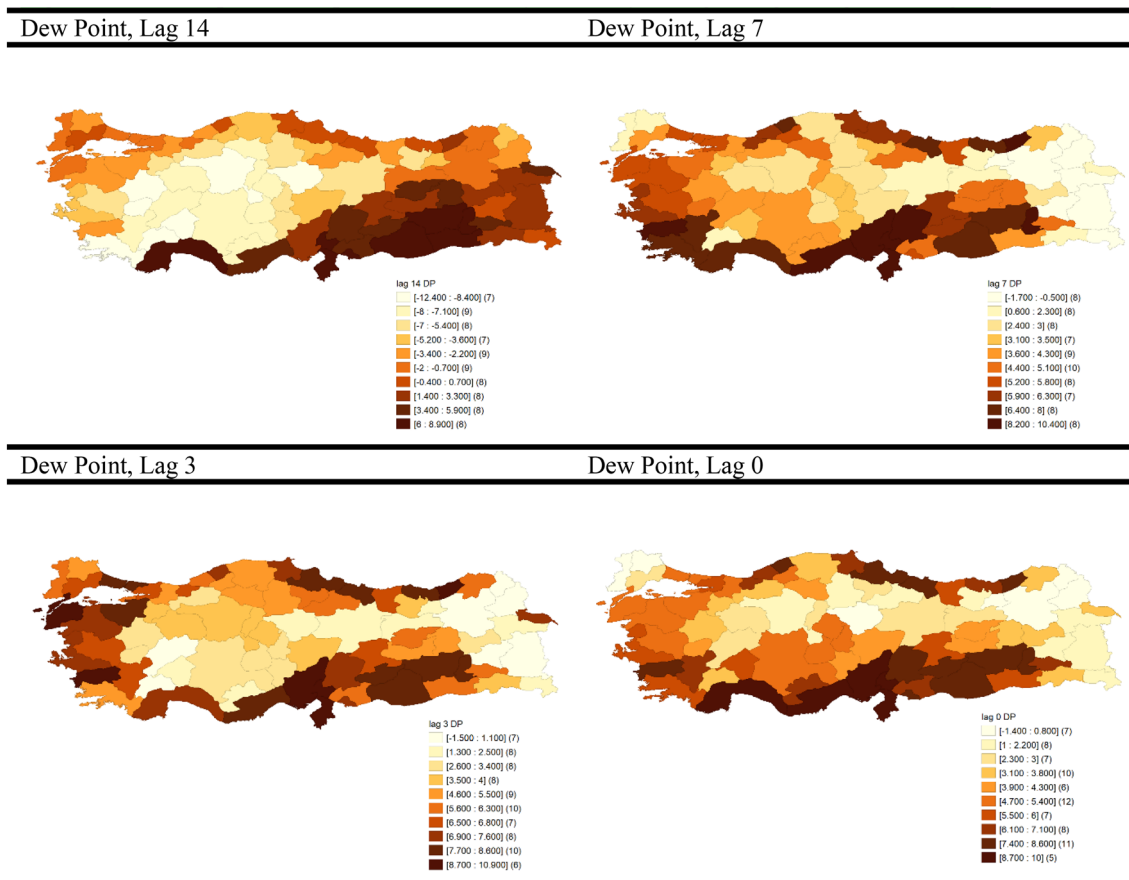 Dew Point, Lag 14
Dew Point, Lag 7
lag 14 DP
[-12.400 : -8.400] (7)
[-8 : -7.100] (9)
[-7 : -5.400] (8)
[-5.200 : -3.600] (7)
[-3.400 : -2.200] (9)
[-2 : -0.700] (9)
[-0.400 : 0.700] (8)
[1.400 : 3.300] (8)
[3.400 : 5.900] (8)
[6 : 8.900] (8)
lag 7 DP
[-1.700 : -0.500] (8)
[0.600 : 2.300] (8)
[2.400 : 3] (8)
[3.100 : 3.500] (7)
[3.600 : 4.300] (9)
[4.400 : 5.100] (10)
[5.200 : 5.800] (8)
[5.900 : 6.300] (7)
[6.400 : 8] (8)
[8.200 : 10.400] (8)
Dew Point, Lag 3
Dew Point, Lag 0
lag 3 DP
[-1.500 : 1.100] (7)
[1.300 : 2.500] (8)
[2.600 : 3.400] (8)
[3.500 : 4] (8)
[4.600 : 5.500] (9)
[5.600 : 6.300] (10)
[6.500 : 6.800] (7)
[6.900 : 7.600] (8)
[7.700 : 8.600] (10)
[8.700 : 10.900] (6)
lag 0 DP
[-1.400 : 0.800] (7)
[1 : 2.200] (8)
[2.300 : 3] (7)
[3.100 : 3.800] (10)
[3.900 : 4.300] (6)
[4.700 : 5.400] (12)
[5.500 : 6] (7)
[6.100 : 7.100] (8)
[7.400 : 8.600] (11)
[8.700 : 10] (5)